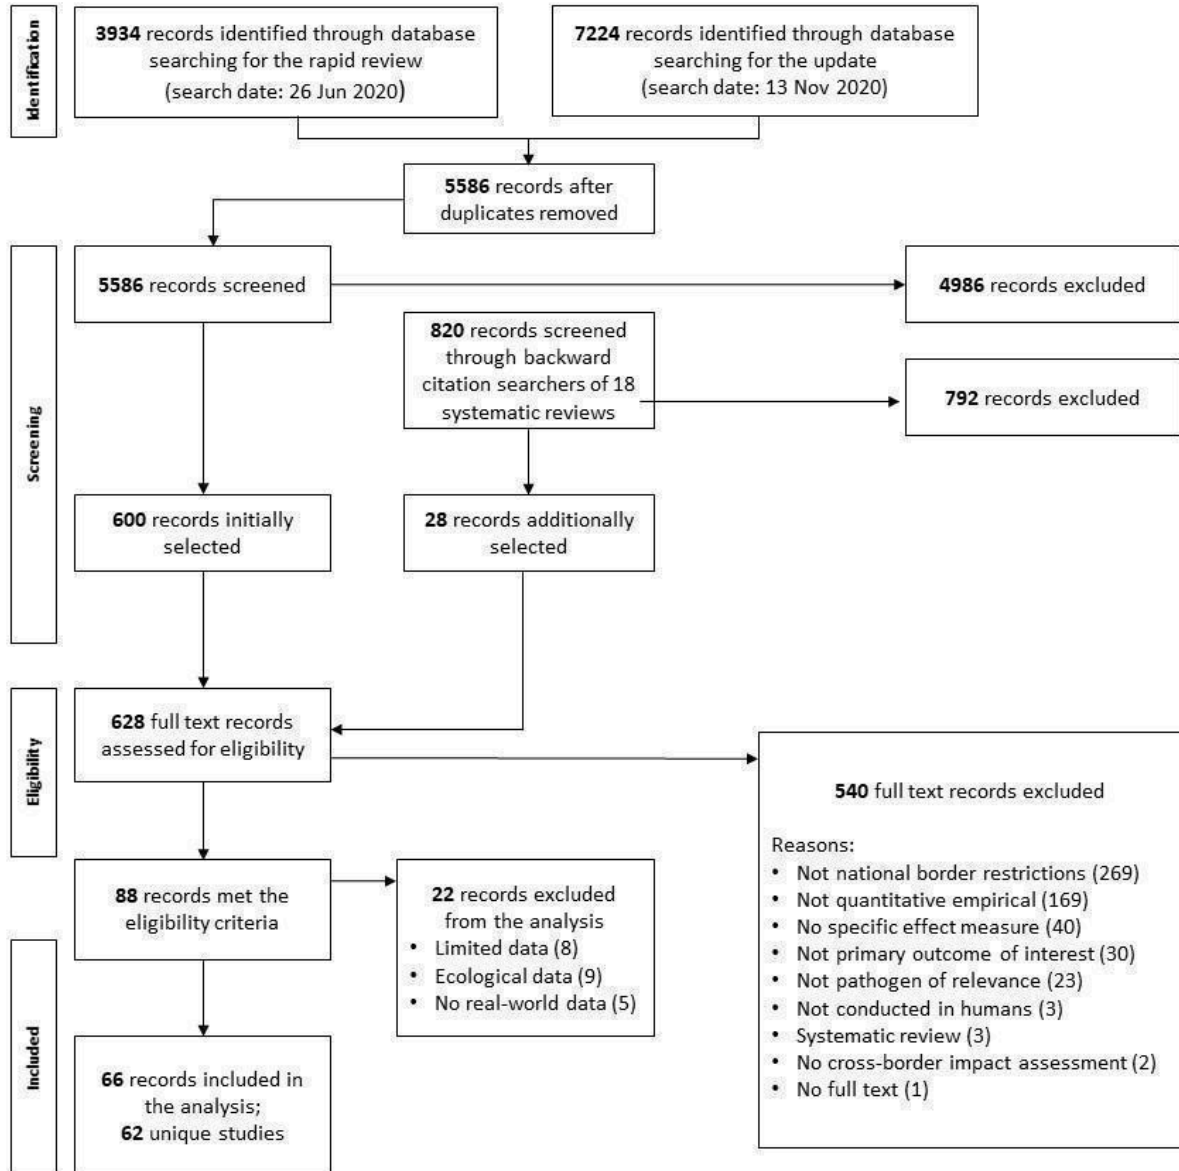 Identification
3934 records identified through database
searching for the rapid review
(search date: 26 Jun 2020)
7224 records identified through database
searching for the update
(search date: 13 Nov 2020)
5586 records after
duplicates removed
Screening
5586 records screened
4986 records excluded
820 records screened
through backward
citation searchers of 18
systematic reviews
792 records excluded
600 records initially
selected
28 records additionally
selected
Eligibility
628 full text records
assessed for eligibility
540 full text records excluded
Reasons:
• Not national border restrictions (269)
• Not quantitative empirical (169)
• No specific effect measure (40)
• Not primary outcome of interest (30)
• Not pathogen of relevance (23)
• Not conducted in humans (3)
• Systematic review (3)
• No cross-border impact assessment (2)
• No full text (1)
88 records met the
eligibility criteria
22 records excluded
from the analysis
• Limited data (8)
• Ecological data (9)
• No real-world data (5)
Included
66 records included in
the analysis;
62 unique studies